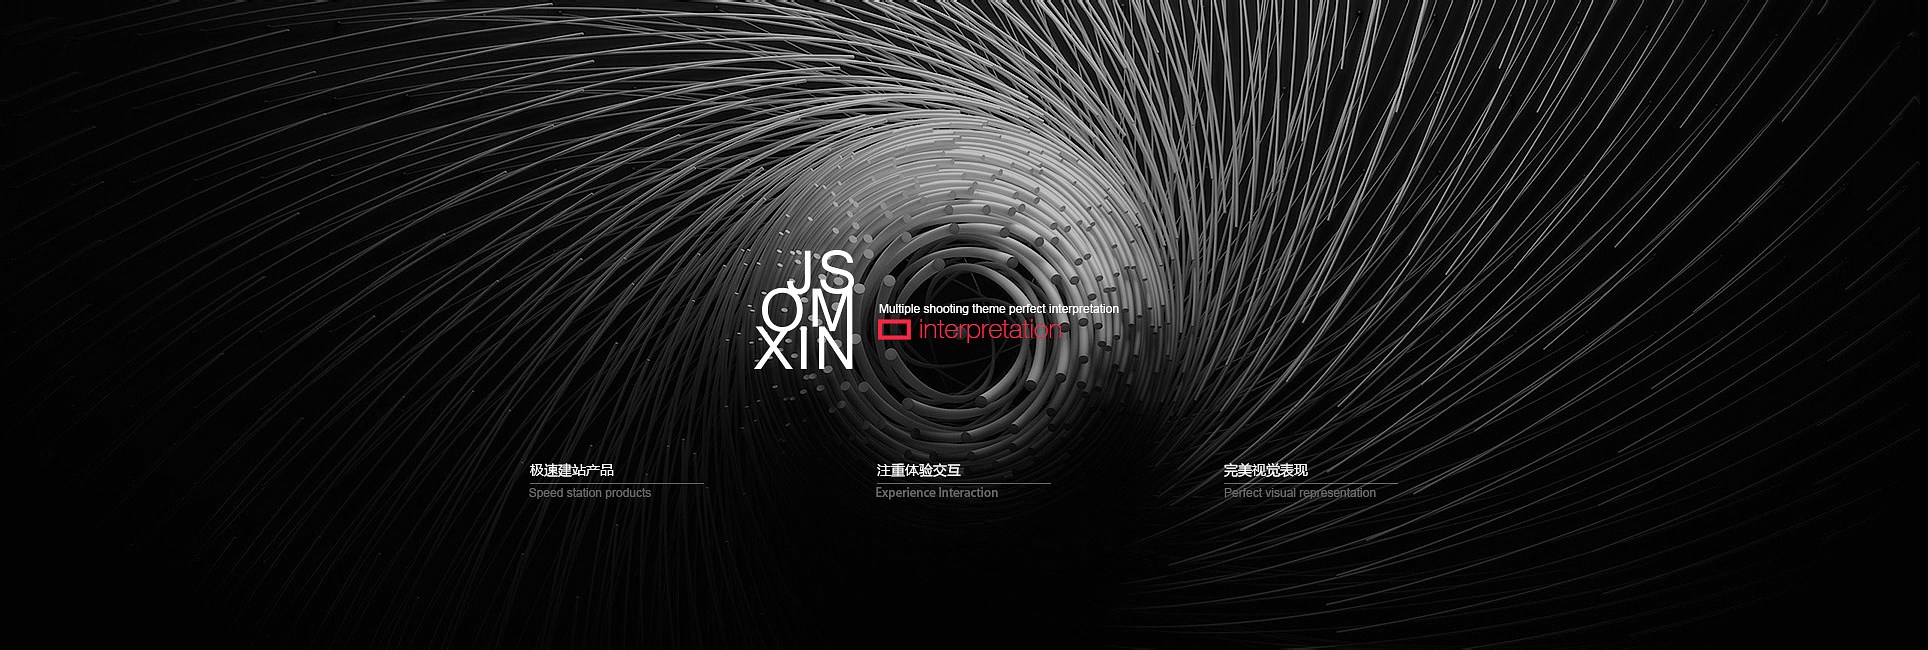 JS
OM
XIN
Multiple shooting theme perfect interpretation
interpretation
极速建站产品
Speed station products
注重体验交互
Experience Interaction
完美视觉表现
Perfect visual representation